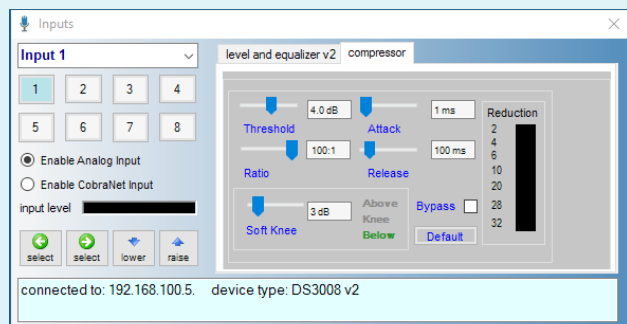 Inputs
Input 1
1 2 3 4
5 6 7 8
Enable Analog Input
Enable CobraNet Input
input level
select select lower raise
level and equalizer v2 compressor
4.0 dB 1 ms
Threshold Attack
100:1 100 ms
Ratio Release
3 dB
Soft Knee
Above
Knee
Below
Bypass
Default
Reduction
2
4
6
10
20
28
32
connected to: 192.168.100.5. device type: DS3008 v2